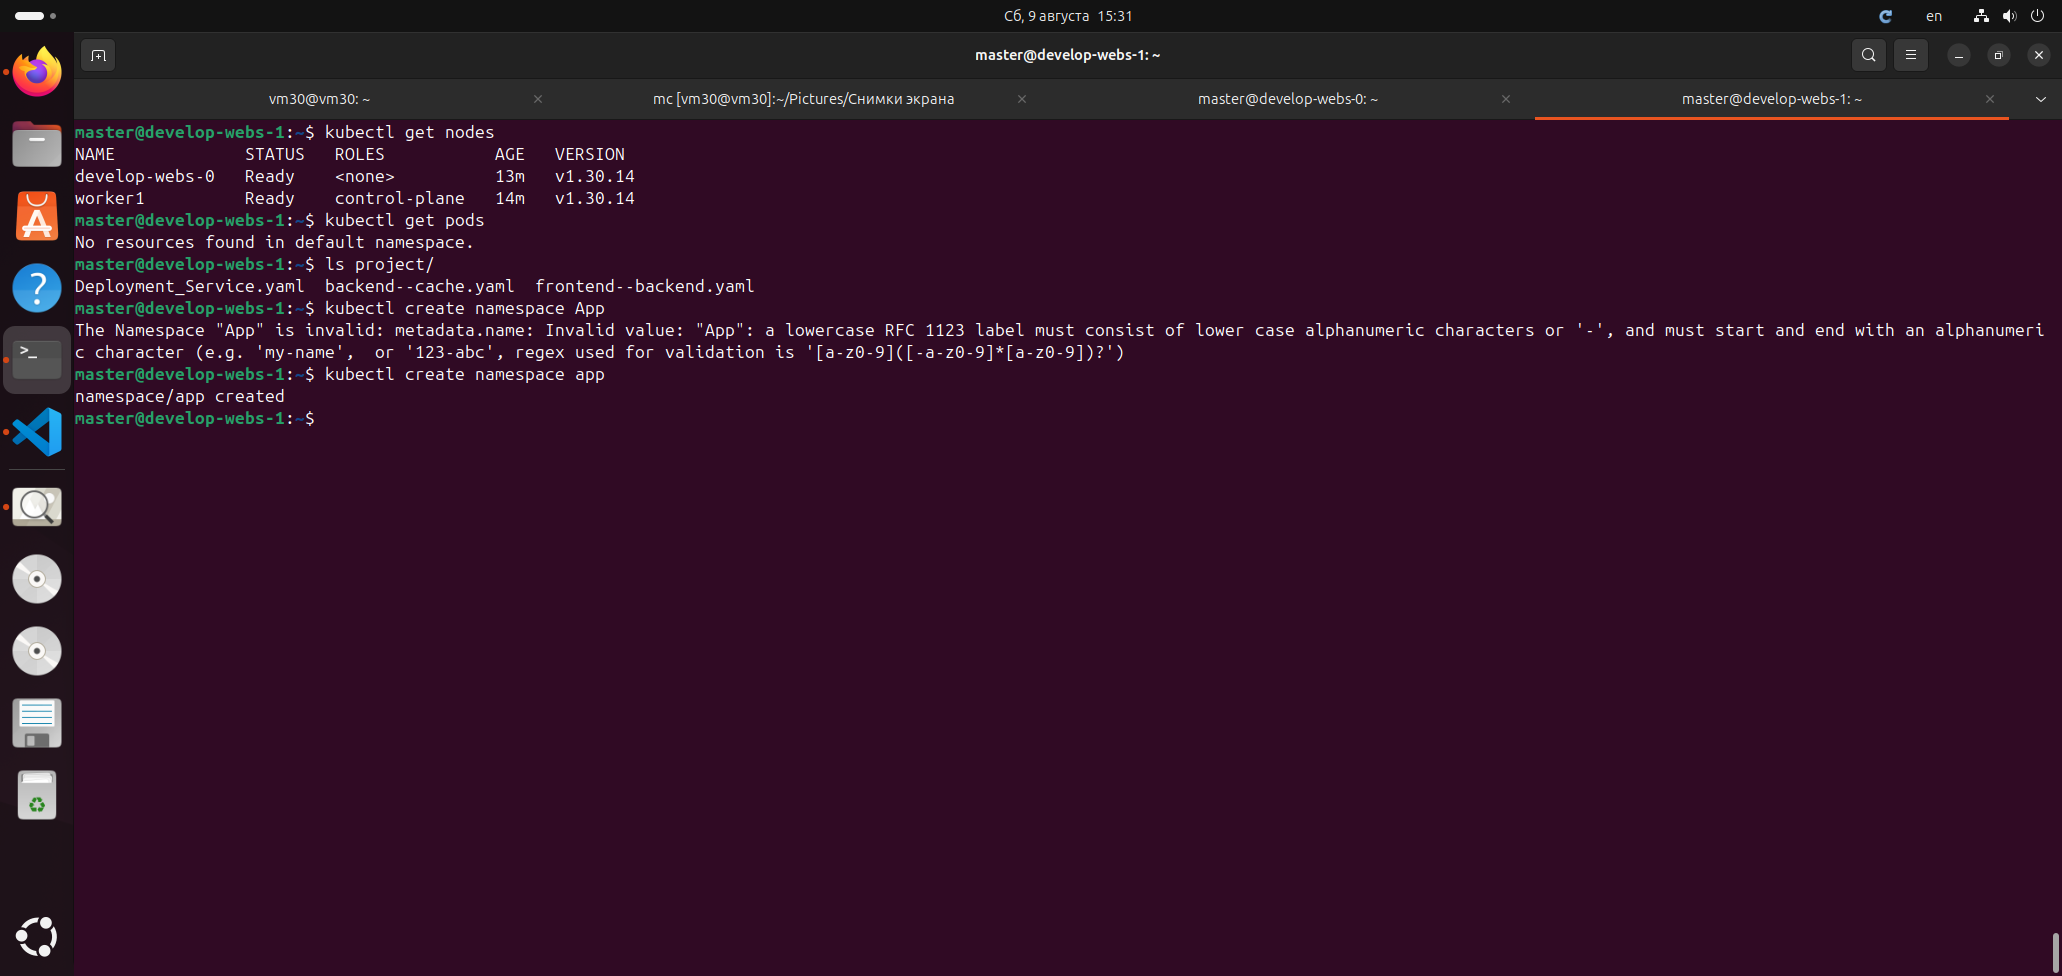 Сб, 9 августа 15:31
en
master@develop-webs-1: ~
vm30@vm30: ~
mc [vm30@vm30]:~/Pictures/Снимки экрана
master@develop-webs-0: ~
master@develop-webs-1: ~
master@develop-webs-1:~$ kubectl get nodes
NAME             STATUS   ROLES           AGE   VERSION
develop-webs-0   Ready    <none>          13m   v1.30.14
worker1          Ready    control-plane   14m   v1.30.14
master@develop-webs-1:~$ kubectl get pods
No resources found in default namespace.
master@develop-webs-1:~$ ls project/
Deployment_Service.yaml  backend--cache.yaml  frontend--backend.yaml
master@develop-webs-1:~$ kubectl create namespace App
The Namespace "App" is invalid: metadata.name: Invalid value: "App": a lowercase RFC 1123 label must consist of lower case alphanumeric characters or '-', and must start and end with an alphanumeri
c character (e.g. 'my-name',  or '123-abc', regex used for validation is '[a-z0-9]([-a-z0-9]*[a-z0-9])?')
master@develop-webs-1:~$ kubectl create namespace app
namespace/app created
master@develop-webs-1:~$